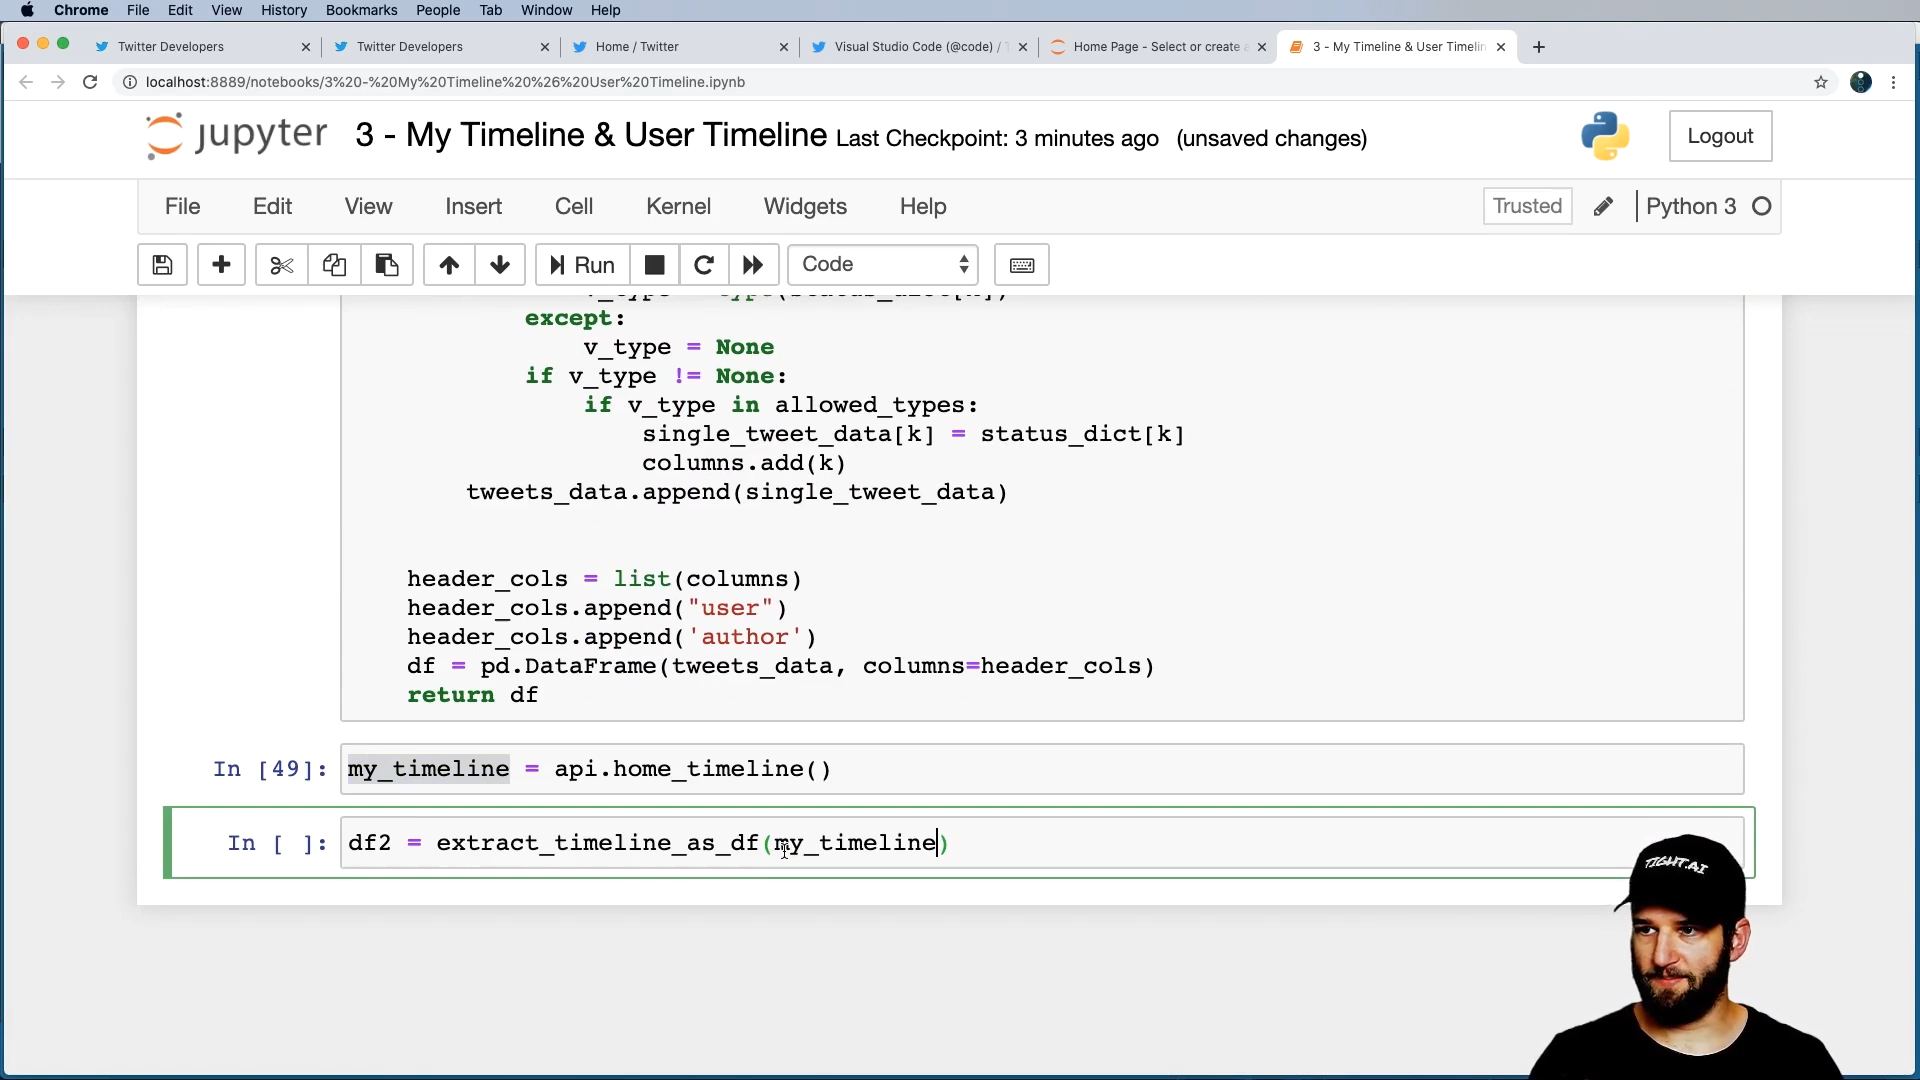 Chrome File Edit View History Bookmarks People Tab Window Help
Twitter Developers
Twitter Developers
Home / Twitter
Visual Studio Code (@code) /
Home Page - Select or create
3 - My Timeline & User Timelin
localhost:8889/notebooks/3%20-%20My%20Timeline%20%26%20User%20Timeline.ipynb
jupyter 3 - My Timeline & User Timeline Last Checkpoint: 3 minutes ago (unsaved changes)
Logout
File Edit View Insert Cell Kernel Widgets Help
Trusted
Python 3
Run
Code
except:
v_type = None
if v_type != None:
if v_type in allowed_types:
single_tweet_data[k] = status_dict[k]
columns.add(k)
tweets_data.append(single_tweet_data)
header_cols = list(columns)
header_cols.append("user")
header_cols.append('author')
df = pd.DataFrame(tweets_data, columns=header_cols)
return df
In [49]: my_timeline = api.home_timeline()
In [ ]: df2 = extract_timeline_as_df(my_timeline)
TIGHT.AI